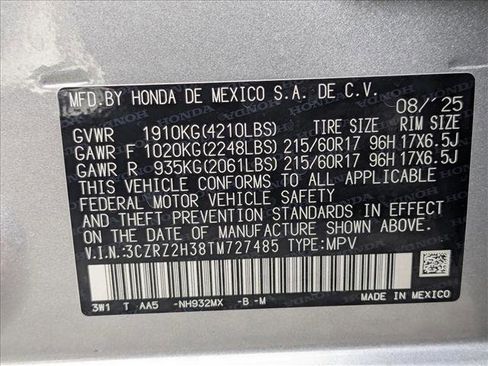 MFD.BY HONDA DE MEXICO S.A. DE C.V.
08/'25
GVWR 1910KG(4210LBS) TIRE SIZE RIM SIZE
GAWR F 1020KG(2248LBS) 215/60R17 96H 17X6.5J
GAWR R 935KG(2061LBS) 215/60R17 96H 17X6.5J
THIS VEHICLE CONFORMS TO ALL APPLICABLE
FEDERAL MOTOR VEHICLE SAFETY
AND THEFT PREVENTION STANDARDS IN EFFECT
ON THE DATE OF MANUFACTURE SHOWN ABOVE.
V.I.N.:3CZRZ2H38TM727485 TYPE:MPV
3W1 T AA5 -NH932MX -B -M
MADE IN MEXICO